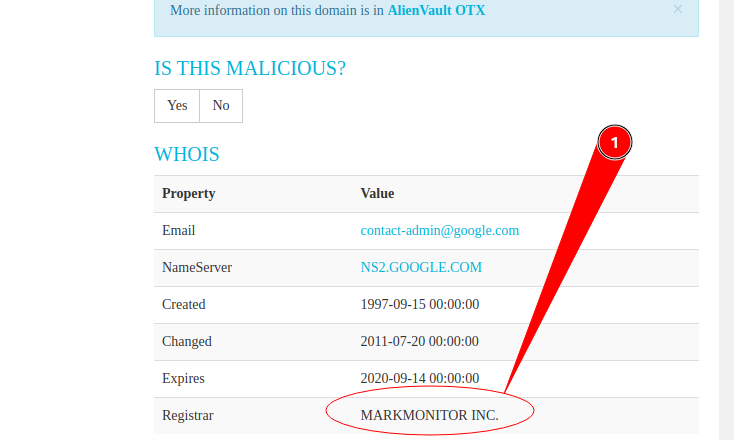 More information on this domain is in AlienVault OTX ×
IS THIS MALICIOUS?
Yes No
WHOIS
Property Value
Email contact-admin@google.com
NameServer NS2.GOOGLE.COM
Created 1997-09-15 00:00:00
Changed 2011-07-20 00:00:00
Expires 2020-09-14 00:00:00
Registrar MARKMONITOR INC.
1